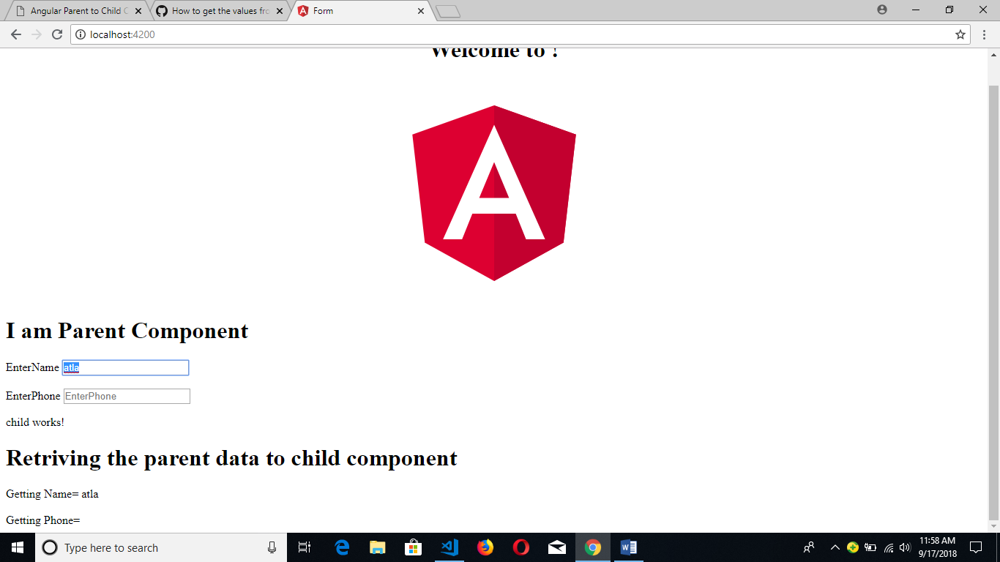 Angular Parent to Child C
How to get the values fro
Form
localhost:4200
Welcome to !
A
I am Parent Component
EnterName atla
EnterPhone EnterPhone
child works!
Retriving the parent data to child component
Getting Name= atla
Getting Phone=
Type here to search
11:58 AM
9/17/2018